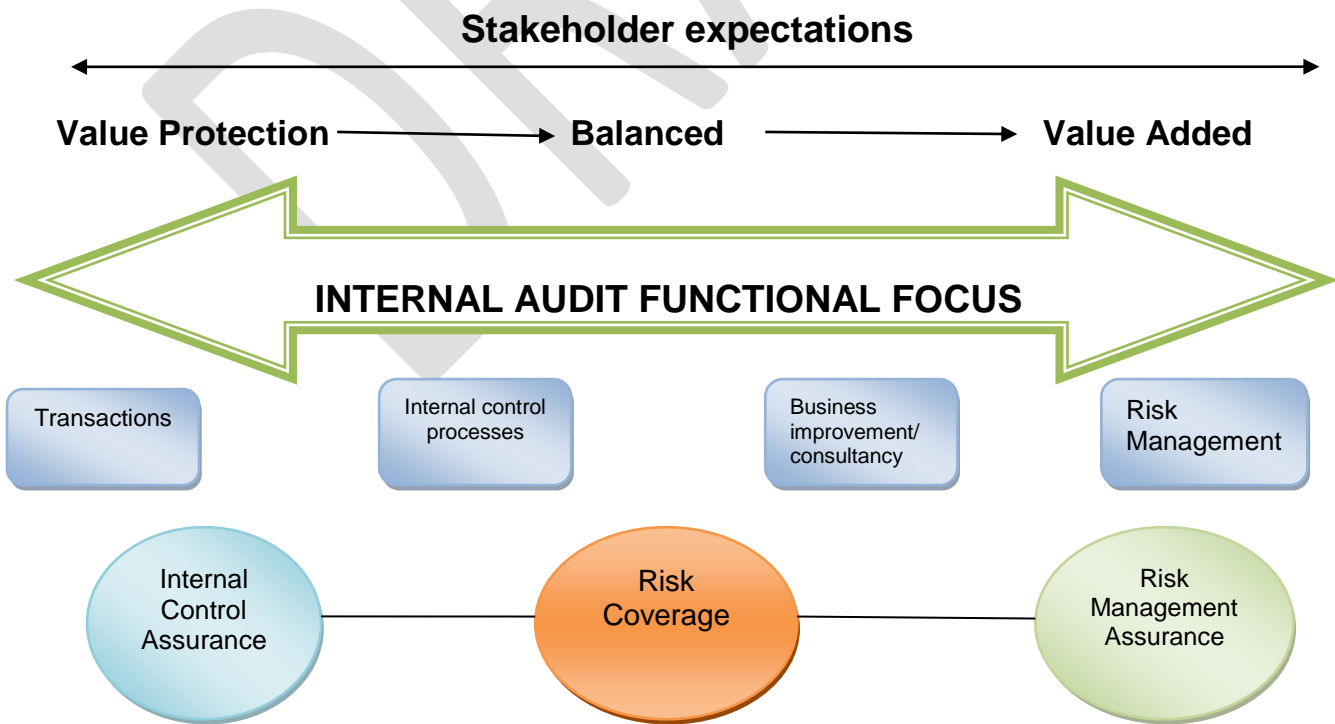 Stakeholder expectations
Value Protection
Balanced
Value Added
INTERNAL AUDIT FUNCTIONAL FOCUS
Transactions
Internal control
processes
Business
improvement/
consultancy
Risk
Management
Internal
Control
Assurance
Risk
Coverage
Risk
Management
Assurance